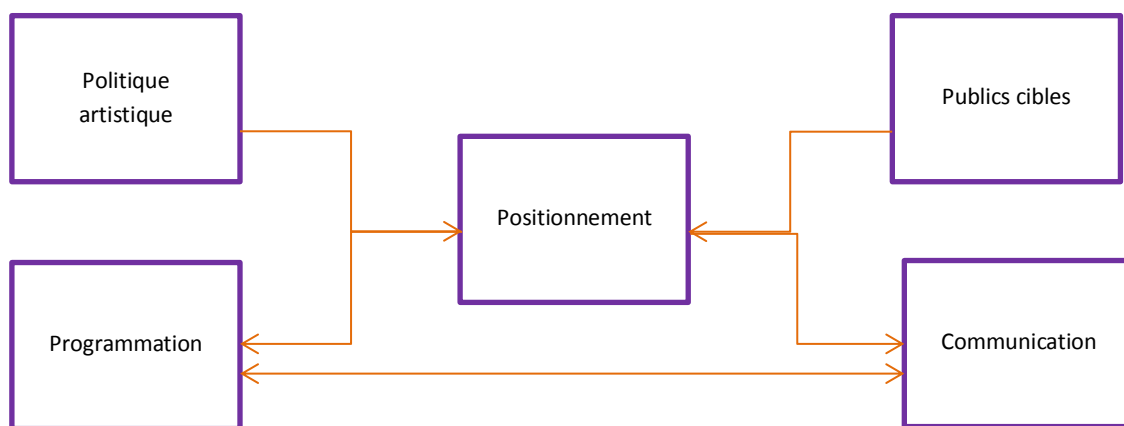 Politique
artistique
Publics cibles
Positionnement
Programmation
Communication